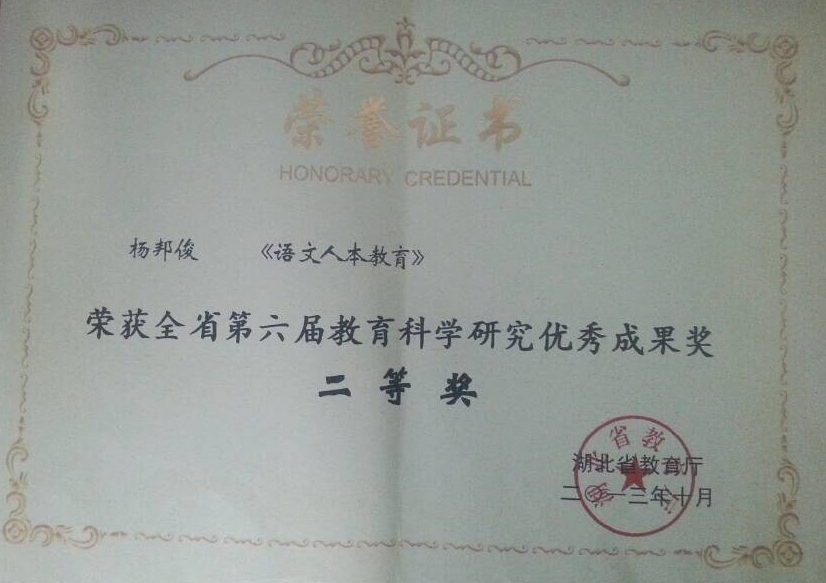 荣誉证书
HONORARY CREDENTIAL
杨邦俊 《语文人本教育》
荣获全省第六届教育科学研究优秀成果奖
二等奖
湖北省教育厅
二〇一三年十月
省教